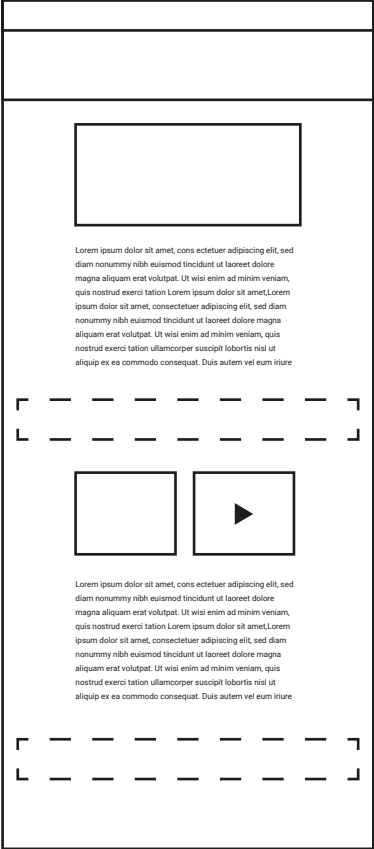 Lorem ipsum dolor sit amet, cons ectetuer adipiscing elit, sed
diam nonummy nibh euismod tincidunt ut laoreet dolore
magna aliquam erat volutpat. Ut wisi enim ad minim veniam,
quis nostrud exerci tation Lorem ipsum dolor sit amet,Lorem
ipsum dolor sit amet, consectetuer adipiscing elit, sed diam
nonummy nibh euismod tincidunt ut laoreet dolore magna
aliquam erat volutpat. Ut wisi enim ad minim veniam, quis
nostrud exerci tation ullamcorper suscipit lobortis nisl ut
aliquip ex ea commodo consequat. Duis autem vel eum iriure
Lorem ipsum dolor sit amet, cons ectetuer adipiscing elit, sed
diam nonummy nibh euismod tincidunt ut laoreet dolore
magna aliquam erat volutpat. Ut wisi enim ad minim veniam,
quis nostrud exerci tation Lorem ipsum dolor sit amet,Lorem
ipsum dolor sit amet, consectetuer adipiscing elit, sed diam
nonummy nibh euismod tincidunt ut laoreet dolore magna
aliquam erat volutpat. Ut wisi enim ad minim veniam, quis
nostrud exerci tation ullamcorper suscipit lobortis nisl ut
aliquip ex ea commodo consequat. Duis autem vel eum iriure